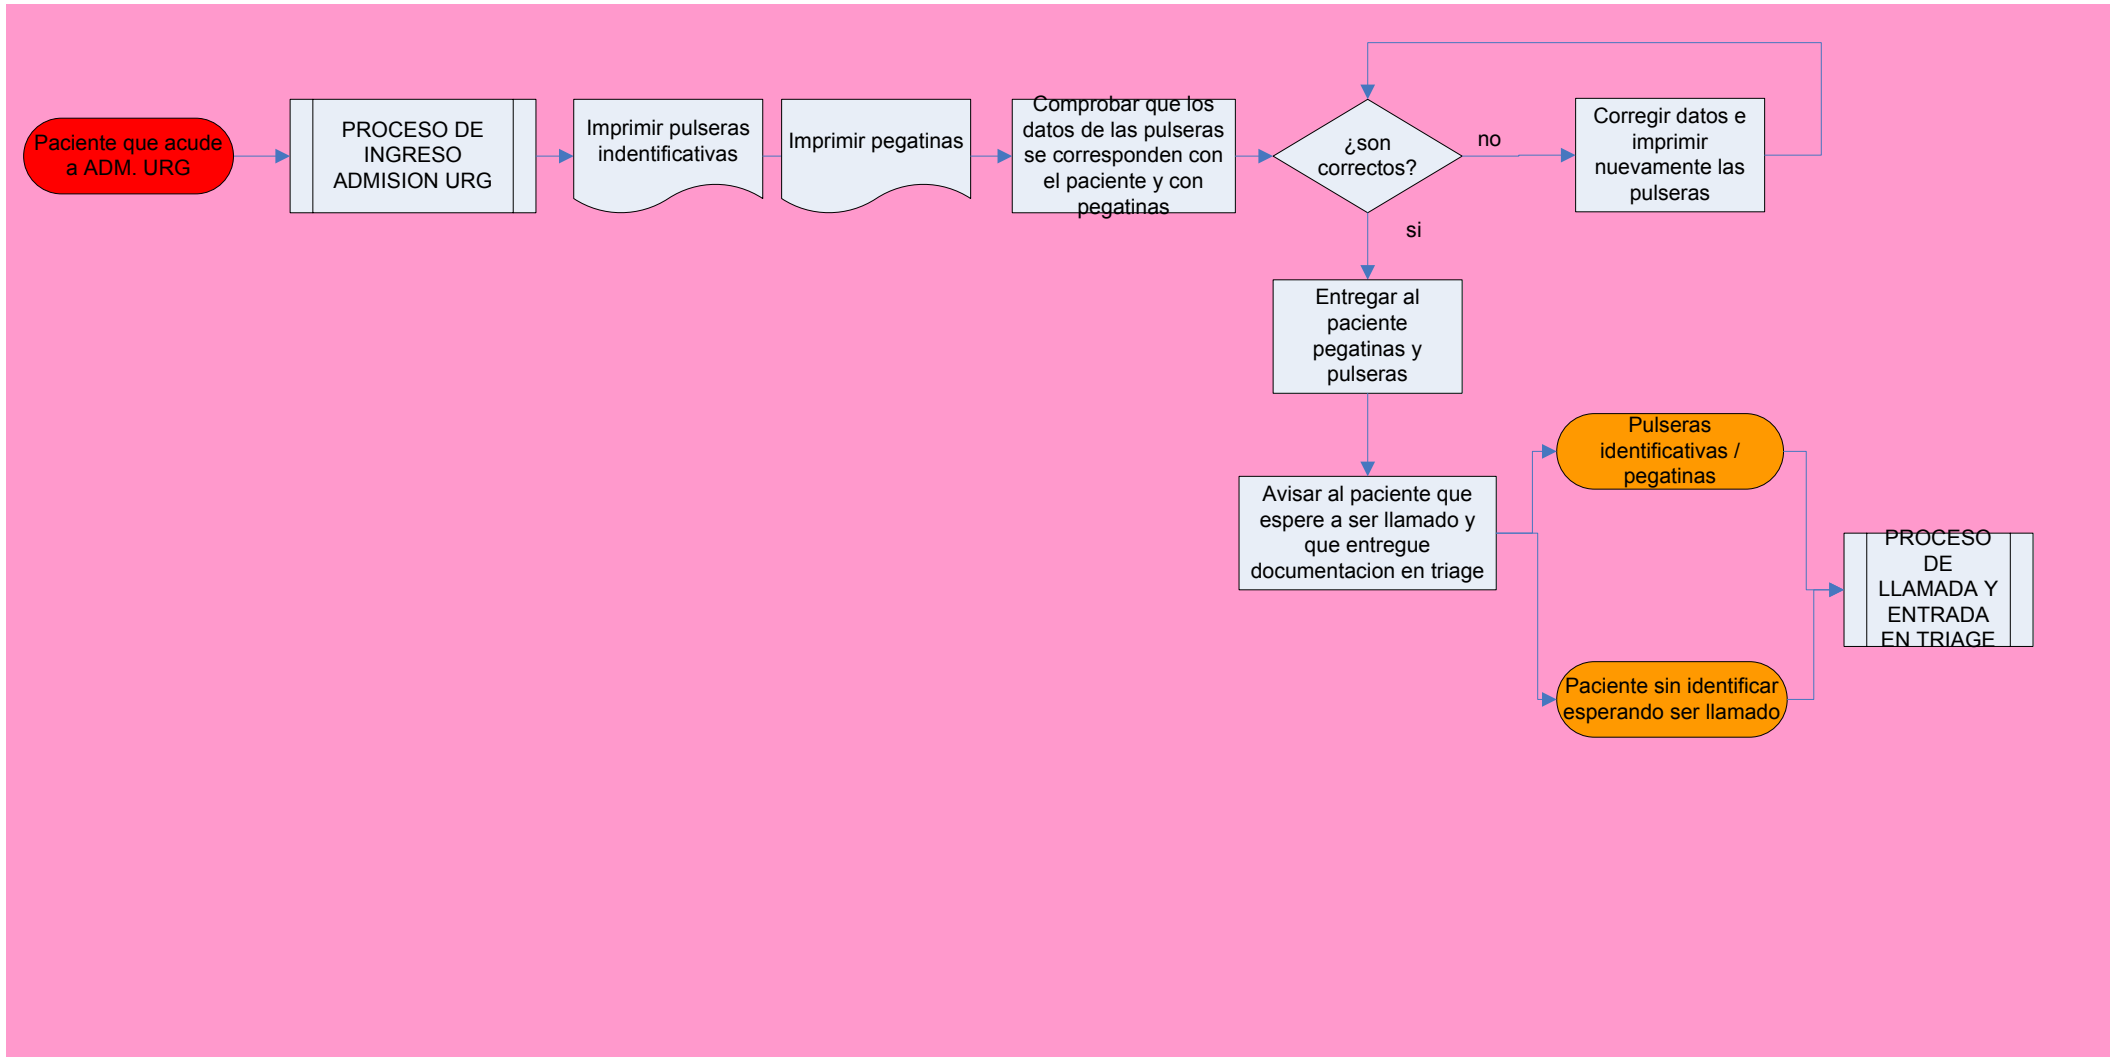 Paciente que acude
a ADM. URG
PROCESO DE
INGRESO
ADMISION URG
Imprimir pulseras
indentificativas
Imprimir pegatinas
Comprobar que los
datos de las pulseras
se corresponden con
el paciente y con
pegatinas
¿son
correctos?
no
Corregir datos e
imprimir
nuevamente las
pulseras
si
Entregar al
paciente
pegatinas y
pulseras
Avisar al paciente que
espere a ser llamado y
que entregue
documentacion en triage
Pulseras
identificativas /
pegatinas
Paciente sin identificar
esperando ser llamado
PROCESO
DE
LLAMADA Y
ENTRADA
EN TRIAGE